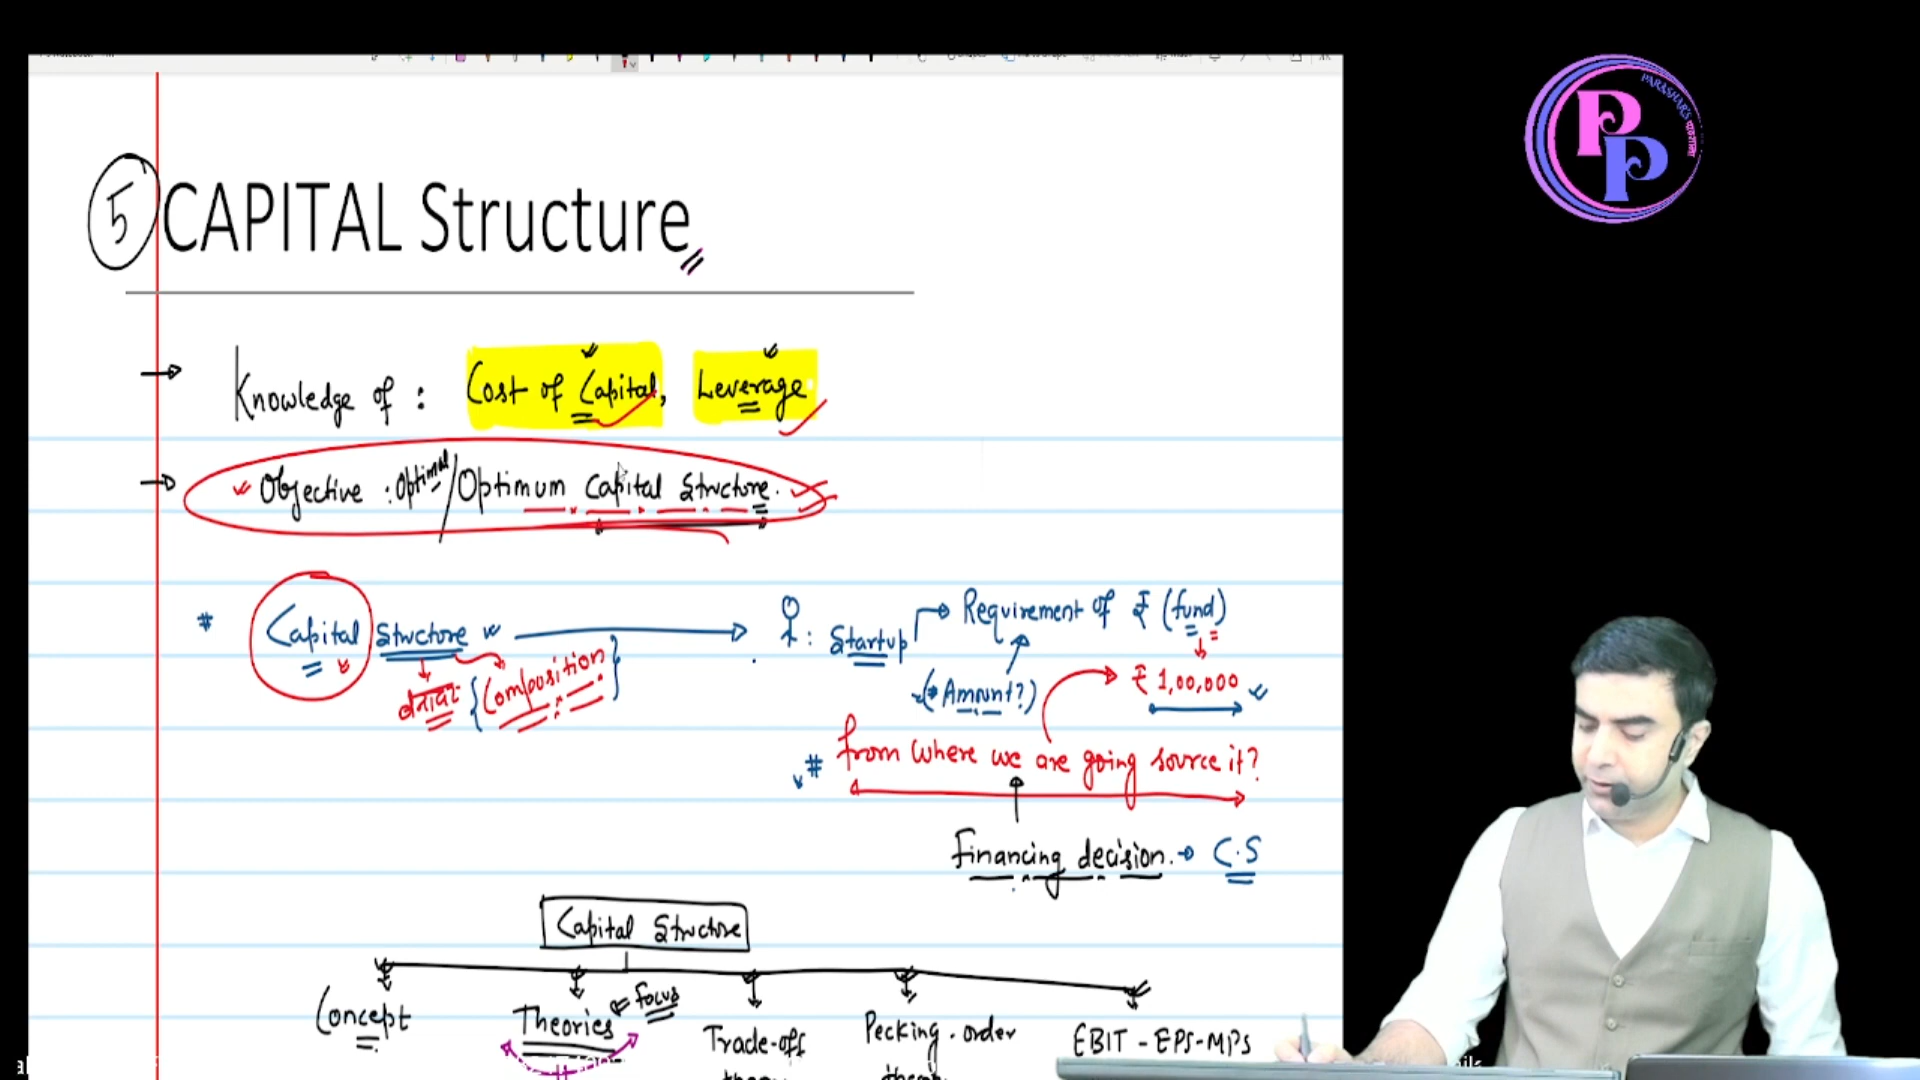 PARASHAR'S
PP
5 CAPITAL Structure
Knowledge of : Cost of Capital, Leverage
Objective : Optimal/Optimum Capital Structure.
# Capital Structure
{Composition}
: Startup
Requirement of ₹ (fund)
(* Amount?)
₹ 1,00,000
# from where we are going source it?
Financing decision. → C.S
Capital Structure
Concept
Theories
focus
Trade-off
Pecking-order
EBIT - EPS-MPS